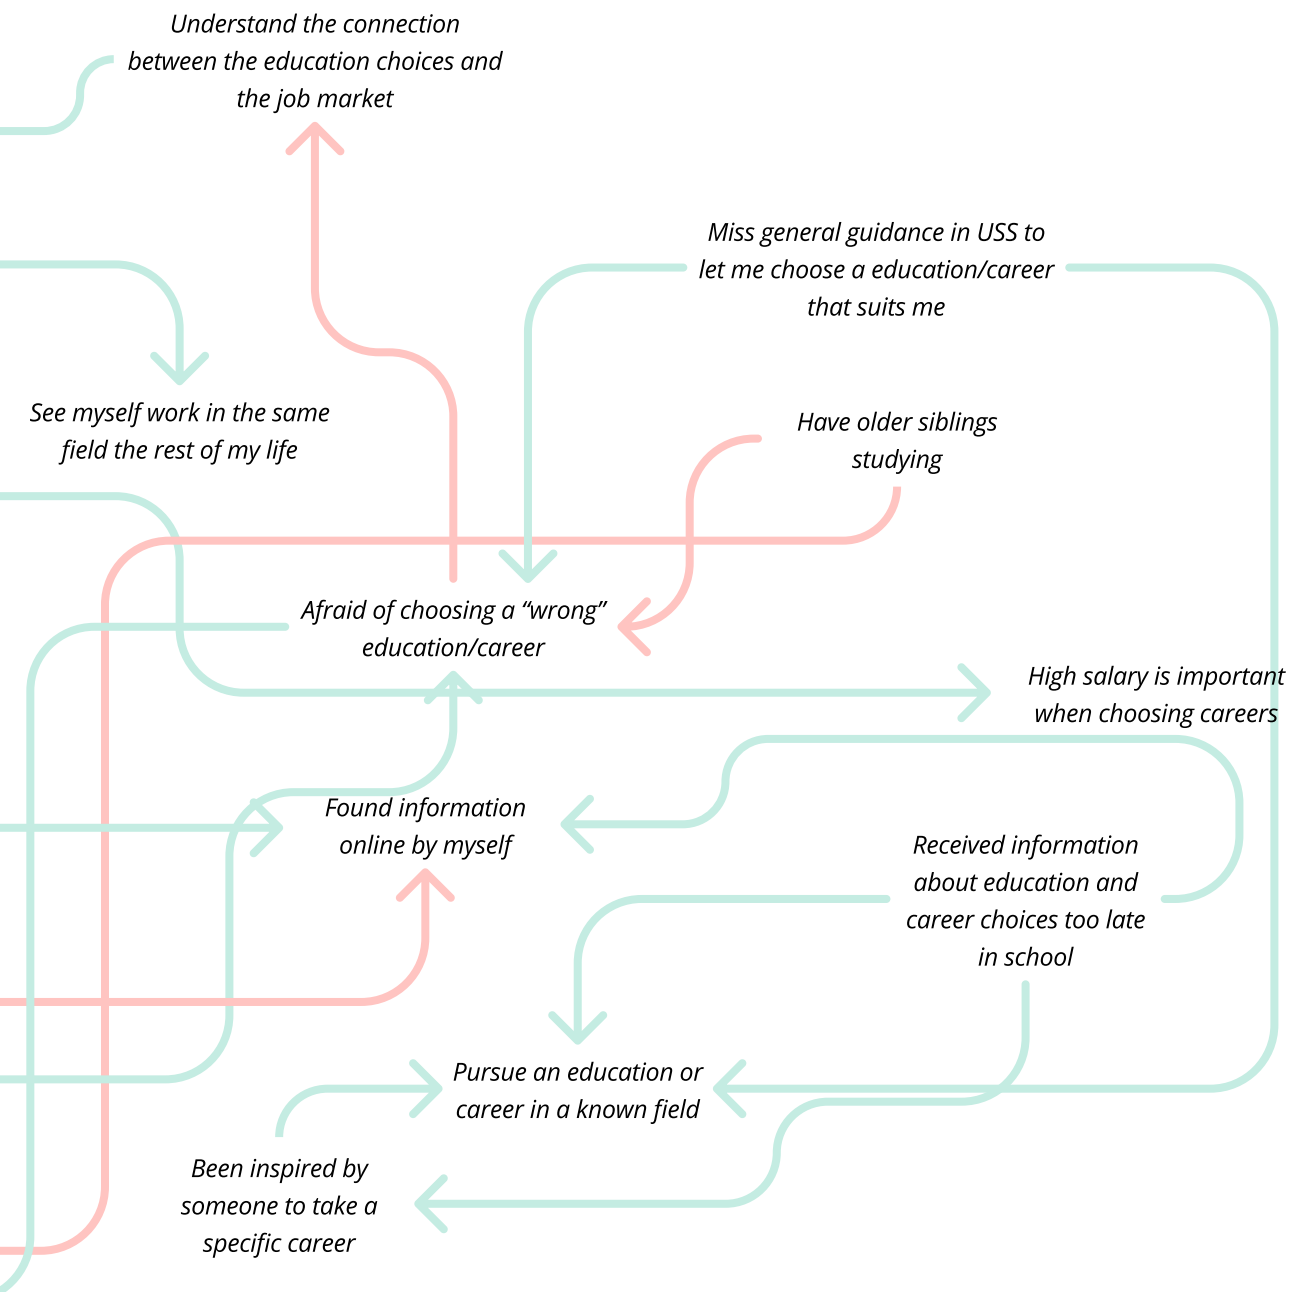 Understand the connection
between the education choices and
the job market
Miss general guidance in USS to
let me choose a education/career
that suits me
See myself work in the same
field the rest of my life
Have older siblings
studying
Afraid of choosing a “wrong”
education/career
High salary is important
when choosing careers
Found information
online by myself
Received information
about education and
career choices too late
in school
Pursue an education or
career in a known field
Been inspired by
someone to take a
specific career